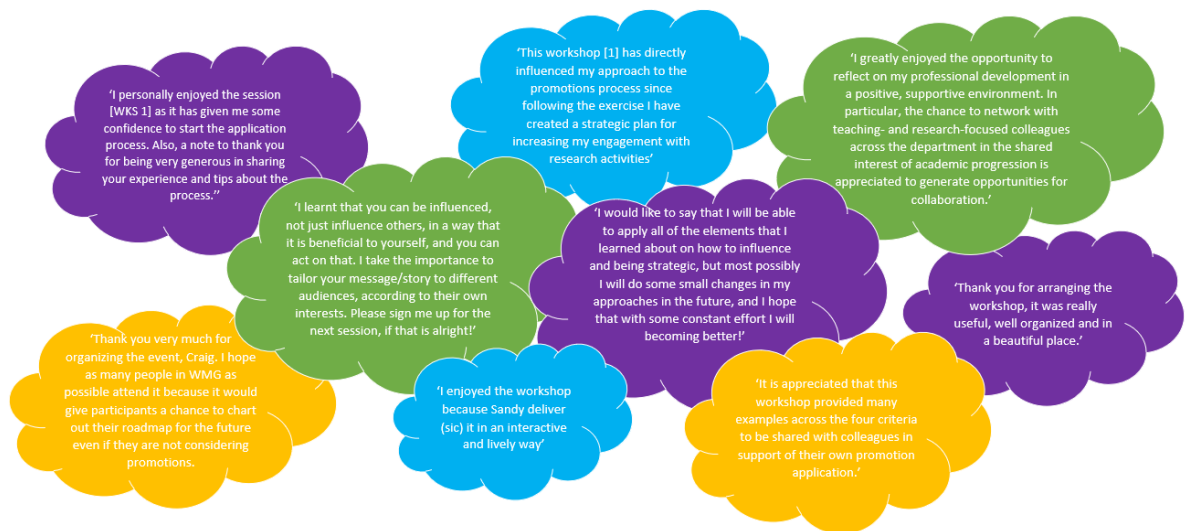 ‘I personally enjoyed the session
[WKS 1] as it has given me some
confidence to start the application
process. Also, a note to thank you
for being very generous in sharing
your experience and tips about the
process.’’
‘This workshop [1] has directly
influenced my approach to the
promotions process since
following the exercise I have
created a strategic plan for
increasing my engagement with
research activities’
‘I greatly enjoyed the opportunity to
reflect on my professional development in
a positive, supportive environment. In
particular, the chance to network with
teaching- and research-focused colleagues
across the department in the shared
interest of academic progression is
appreciated to generate opportunities for
collaboration.’
‘I learnt that you can be influenced,
not just influence others, in a way that
it is beneficial to yourself, and you can
act on that. I take the importance to
tailor your message/story to different
audiences, according to their own
interests. Please sign me up for the
next session, if that is alright!’
‘I would like to say that I will be able
to apply all of the elements that I
learned about on how to influence
and being strategic, but most possibly
I will do some small changes in my
approaches in the future, and I hope
that with some constant effort I will
becoming better!’
‘Thank you for arranging the
workshop, it was really
useful, well organized and in
a beautiful place.’
‘Thank you very much for
organizing the event, Craig. I hope
as many people in WMG as
possible attend it because it would
give participants a chance to chart
out their roadmap for the future
even if they are not considering
promotions.
‘I enjoyed the workshop
because Sandy deliver
(sic) it in an interactive
and lively way’
‘It is appreciated that this
workshop provided many
examples across the four criteria
to be shared with colleagues in
support of their own promotion
application.’